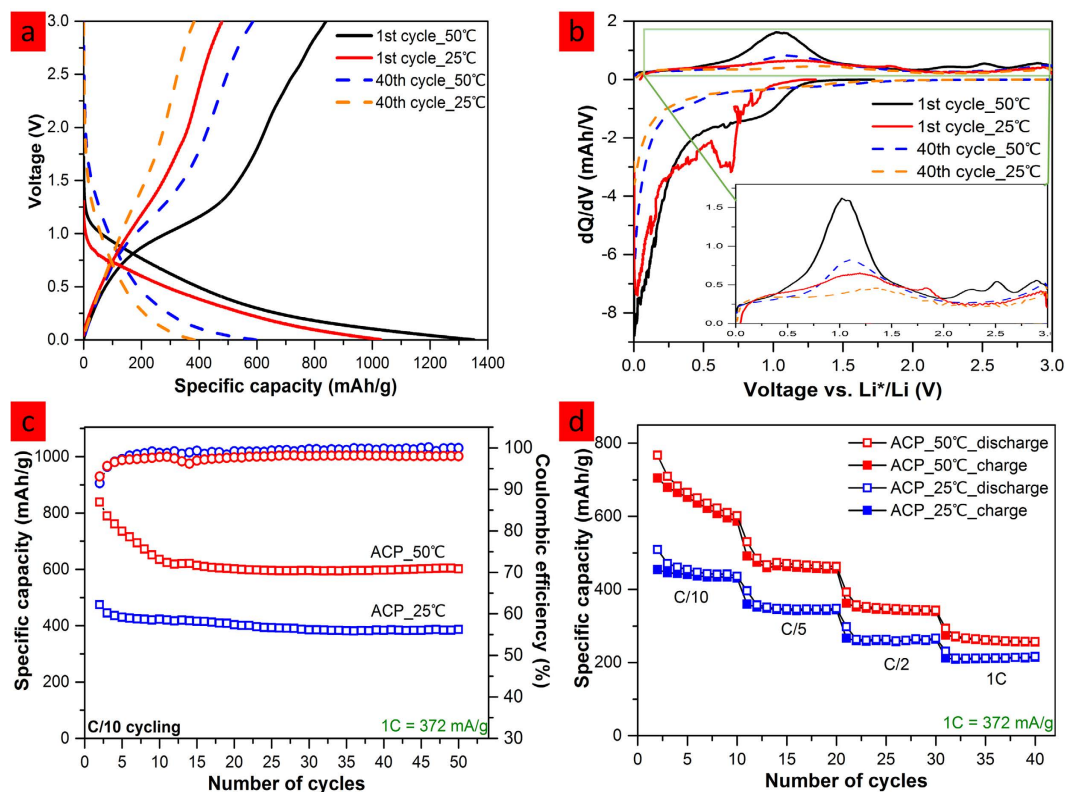 a
3.0
2.5
2.0
1.5
1.0
0.5
0.0
Voltage (V)
0 200 400 600 800 1000 1200 1400
Specific capacity (mAh/g)
1st cycle_50℃
1st cycle_25℃
40th cycle_50℃
40th cycle_25℃
b
0
-2
-4
-6
-8
dQ/dV (mAh/V)
0.0 0.5 1.0 1.5 2.0 2.5 3.0
Voltage vs. Li*/Li (V)
1st cycle_50℃
1st cycle_25℃
40th cycle_50℃
40th cycle_25℃
1.5
1.0
0.5
0.0
0.0 0.5 1.0 1.5 2.0 2.5 3.0
c
1000
800
600
400
200
0
Specific capacity (mAh/g)
100
90
80
70
60
50
40
30
Coulombic efficiency (%)
ACP_50℃
ACP_25℃
C/10 cycling
1C = 372 mA/g
0 5 10 15 20 25 30 35 40 45 50
Number of cycles
d
800
600
400
200
0
Specific capacity (mAh/g)
ACP_50℃_discharge
ACP_50℃_charge
ACP_25℃_discharge
ACP_25℃_charge
C/10
C/5
C/2
1C
1C = 372 mA/g
0 10 20 30 40
Number of cycles